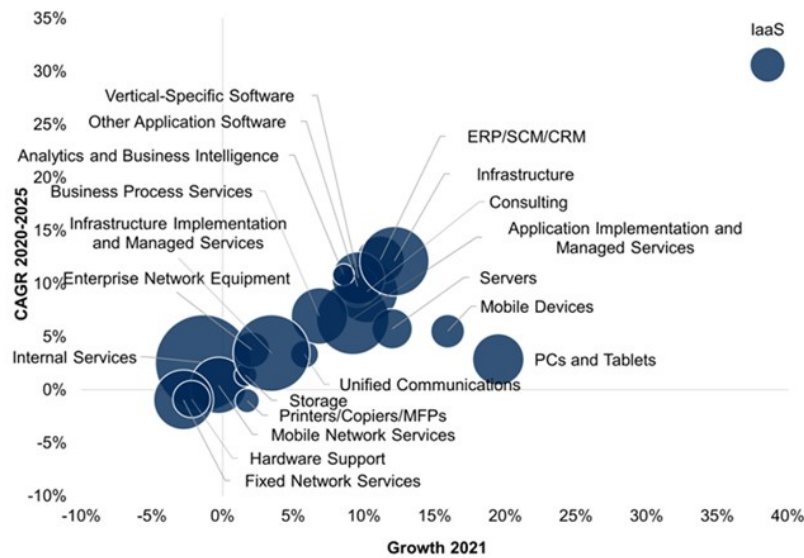 35%
IaaS
30%
Vertical-Specific Software
25%
Other Application Software
ERP/SCM/CRM
Analytics and Business Intelligence
20%
Infrastructure
Business Process Services
Consulting
Infrastructure Implementation
and Managed Services
15%
Application Implementation and
Managed Services
CAGR 2020-2025
10%
Enterprise Network Equipment
Servers
Mobile Devices
5%
Internal Services
PCs and Tablets
Unified Communications
0%
Storage
Printers/Copiers/MFPs
-5%
Mobile Network Services
Hardware Support
Fixed Network Services
-10%
-10% -5% 0% 5% 10% 15% 20% 25% 30% 35% 40%
Growth 2021